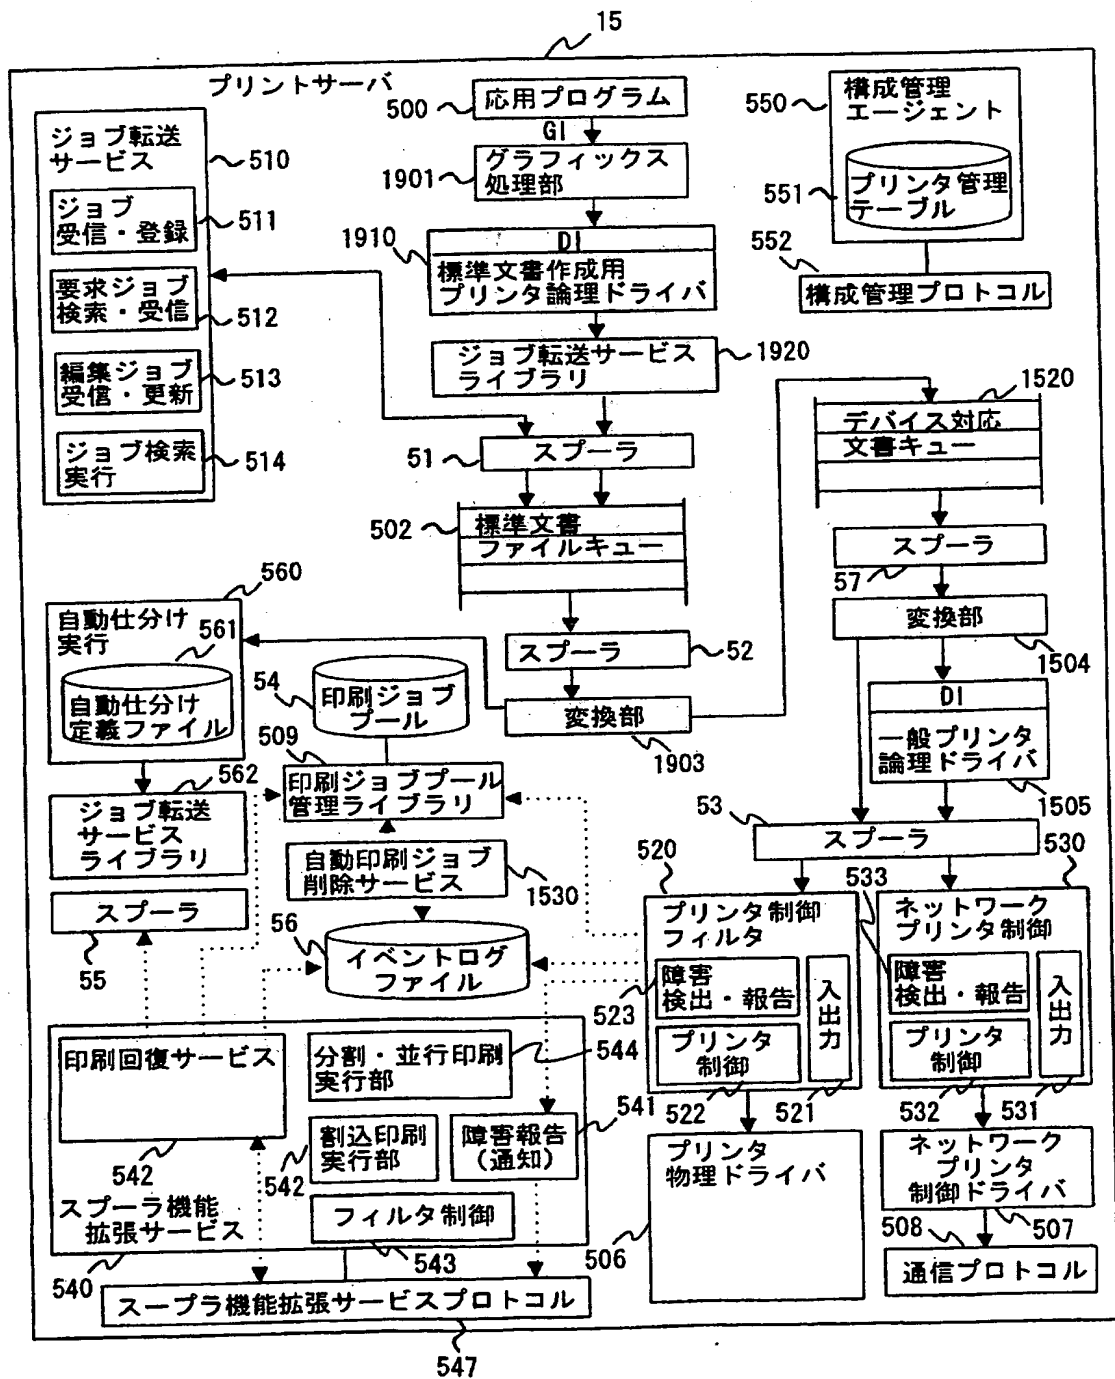 15
プリントサーバ
ジョブ転送
サービス
510
ジョブ
受信・登録
511
要求ジョブ
検索・受信
512
編集ジョブ
受信・更新
513
ジョブ検索
実行
514
500
応用プログラム
GI
1901
グラフィックス
処理部
1910
DI
標準文書作成用
プリンタ論理ドライバ
ジョブ転送サービス
ライブラリ
1920
51
スプーラ
502
標準文書
ファイルキュー
スプーラ
52
変換部
1903
550
構成管理
エージェント
551
プリンタ管理
テーブル
552
構成管理プロトコル
1520
デバイス対応
文書キュー
スプーラ
57
変換部
1504
DI
一般プリンタ
論理ドライバ
1505
53
スプーラ
560
自動仕分け
実行
561
自動仕分け
定義ファイル
562
ジョブ転送
サービス
ライブラリ
スプーラ
55
54
印刷ジョブ
プール
509
印刷ジョブプール
管理ライブラリ
自動印刷ジョブ
削除サービス
1530
56
イベントログ
ファイル
520
プリンタ制御
フィルタ
障害
検出・報告
523
プリンタ
制御
522
入出力
521
533
530
ネットワーク
プリンタ制御
障害
検出・報告
プリンタ
制御
532
入出力
531
印刷回復サービス
542
分割・並行印刷
実行部
544
割込印刷
実行部
542
障害報告
(通知)
541
フィルタ制御
543
スプーラ機能
拡張サービス
540
スープラ機能拡張サービスプロトコル
547
プリンタ
物理ドライバ
506
ネットワーク
プリンタ
制御ドライバ
507
508
通信プロトコル